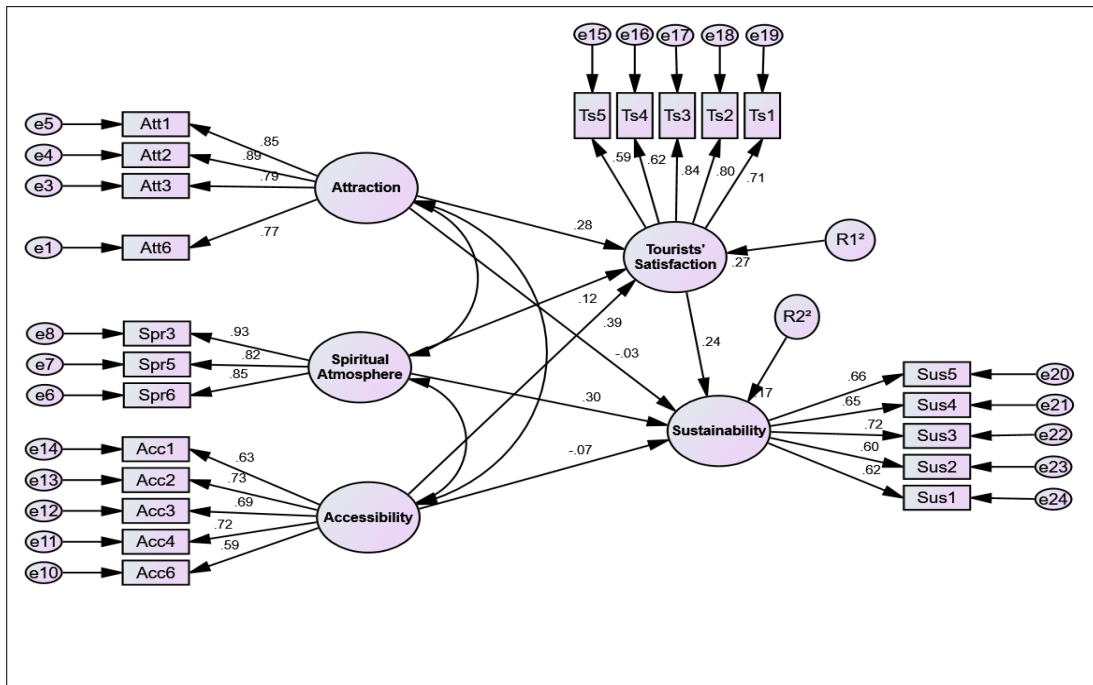 e15 e16 e17 e18 e19
Ts5 Ts4 Ts3 Ts2 Ts1
.59 .62 .84 .80 .71
e5 Att1 .85
e4 Att2 .89
e3 Att3 .79
e1 Att6 .77
Attraction
.28
Tourists'
Satisfaction
.27
R1²
.12
.39
-.03
.24
R2²
e8 Spr3 .93
e7 Spr5 .82
e6 Spr6 .85
Spiritual
Atmosphere
.30
-.07
Sustainability
17
.66 Sus5 e20
.65 Sus4 e21
.72 Sus3 e22
.60 Sus2 e23
.62 Sus1 e24
e14 Acc1 .63
e13 Acc2 .73
e12 Acc3 .69
e11 Acc4 .72
e10 Acc6 .59
Accessibility